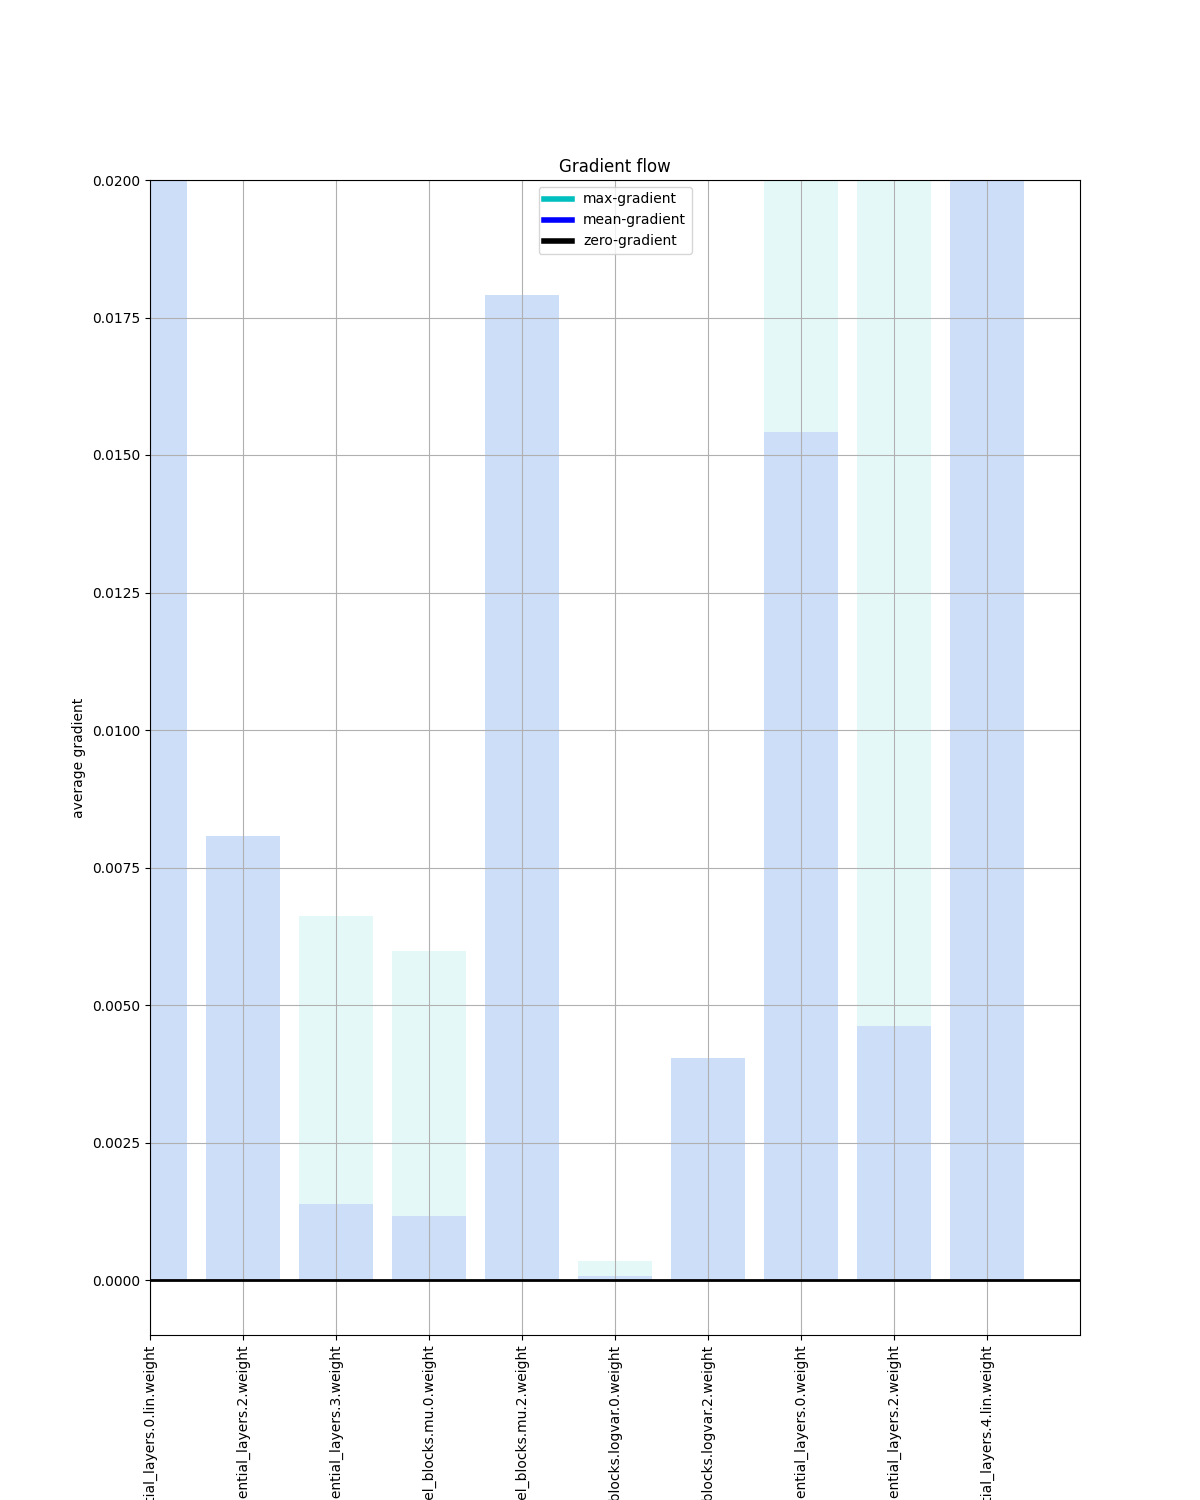 Gradient flow
max-gradient
mean-gradient
zero-gradient
average gradient
0.0200
0.0175
0.0150
0.0125
0.0100
0.0075
0.0050
0.0025
0.0000
tial_layers.0.lin.weight
ential_layers.2.weight
ential_layers.3.weight
el_blocks.mu.0.weight
el_blocks.mu.2.weight
blocks.logvar.0.weight
blocks.logvar.2.weight
ential_layers.0.weight
ential_layers.2.weight
tial_layers.4.lin.weight